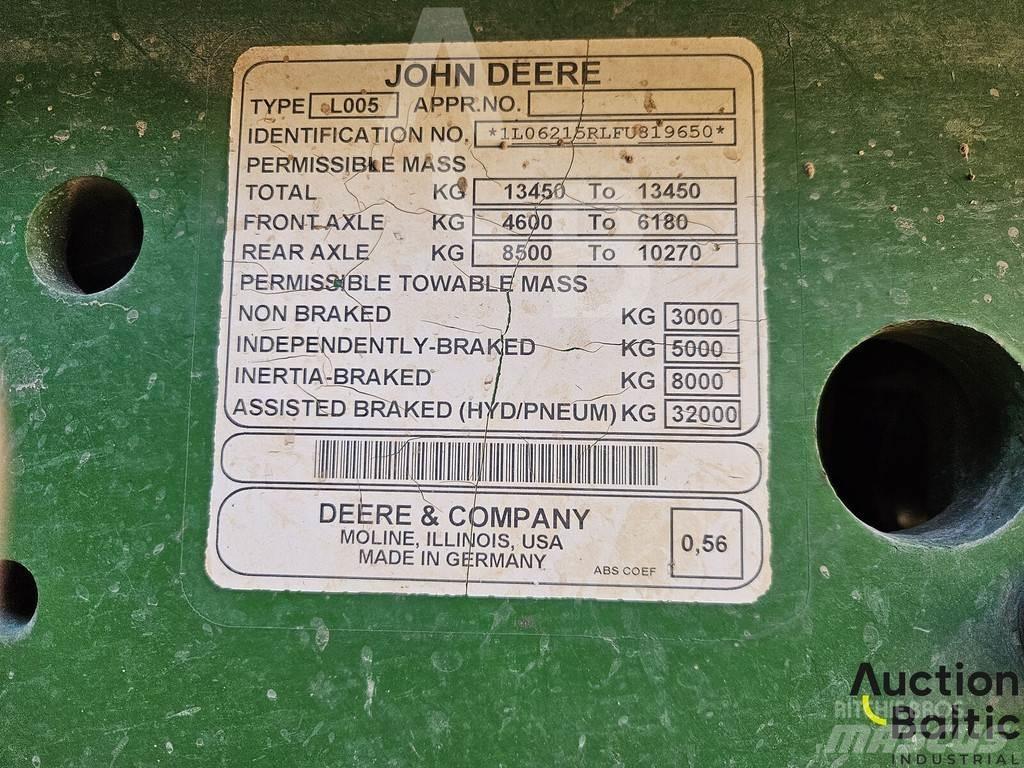 JOHN DEERE
TYPE L005 APPR.NO.
IDENTIFICATION NO. *1L06215RLFU819650*
PERMISSIBLE MASS
TOTAL KG 13450 To 13450
FRONT AXLE KG 4600 To 6180
REAR AXLE KG 8500 To 10270
PERMISSIBLE TOWABLE MASS
NON BRAKED KG 3000
INDEPENDENTLY-BRAKED KG 5000
INERTIA-BRAKED KG 8000
ASSISTED BRAKED (HYD/PNEUM) KG 32000
DEERE & COMPANY
MOLINE, ILLINOIS, USA
MADE IN GERMANY
ABS COEF 0,56
Auction
RITCHIE BROS
Baltic
MASCUS
INDUSTRIAL